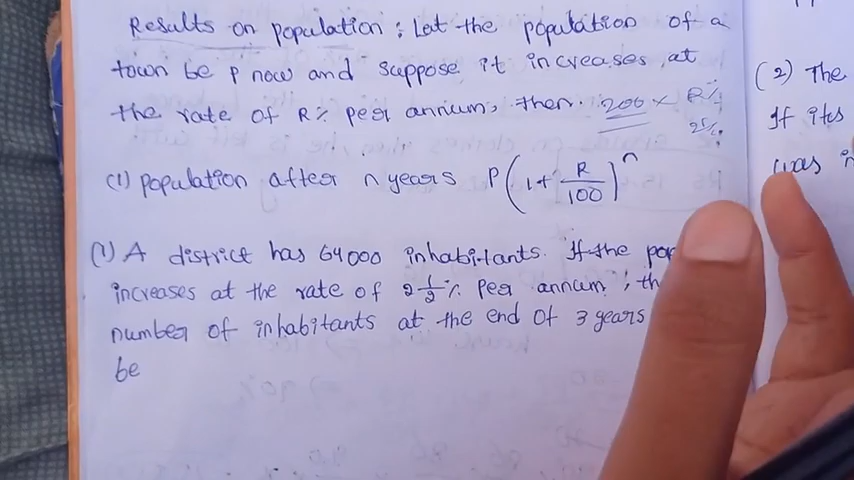 Results on population : Let the population of a
town be P now and suppose it increases at
the rate of R% per annum, then. 200 × R%
25%
(1) population after n years P(1+ R/100)^n
(1) A district has 64000 inhabitants. If the pop
increases at the rate of 2 1/2 % per annum, th
number of inhabitants at the end of 3 years
be
(2) The
If its
was